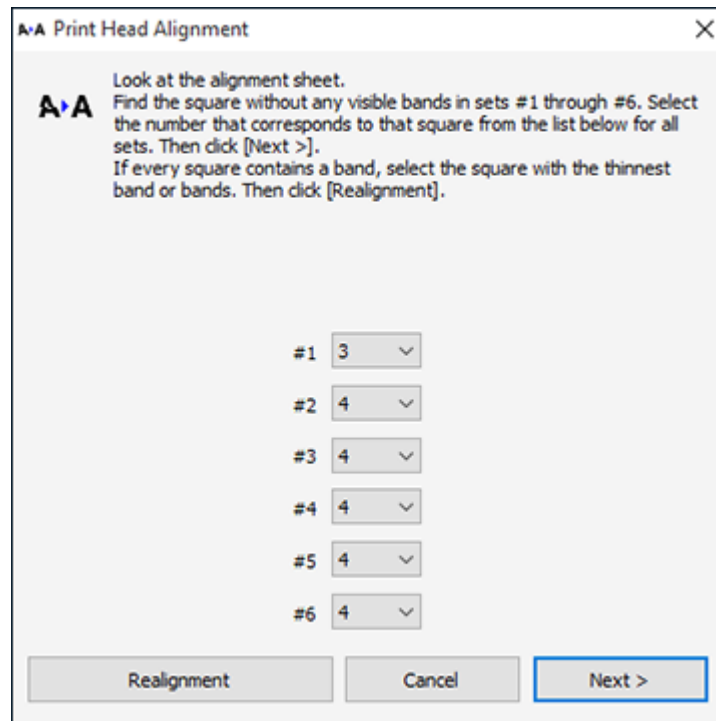 A▸A Print Head Alignment
Look at the alignment sheet.
A▸A
Find the square without any visible bands in sets #1 through #6. Select
the number that corresponds to that square from the list below for all
sets. Then click [Next >].
If every square contains a band, select the square with the thinnest
band or bands. Then click [Realignment].
#1 3
#2 4
#3 4
#4 4
#5 4
#6 4
Realignment Cancel Next >